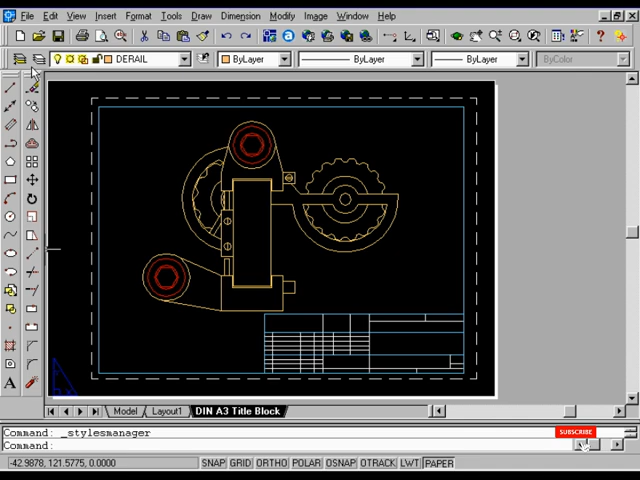 File Edit View Insert Format Tools Draw Dimension Modify Image Window Help
DERAIL ByLayer ByLayer ByLayer ByColor
Model Layout1 DIN A3 Title Block
Command: _stylesmanager
SUBSCRIBE
Command:
-42.9878, 121.5775, 0.0000 SNAP GRID ORTHO POLAR OSNAP OTRACK LWT PAPER